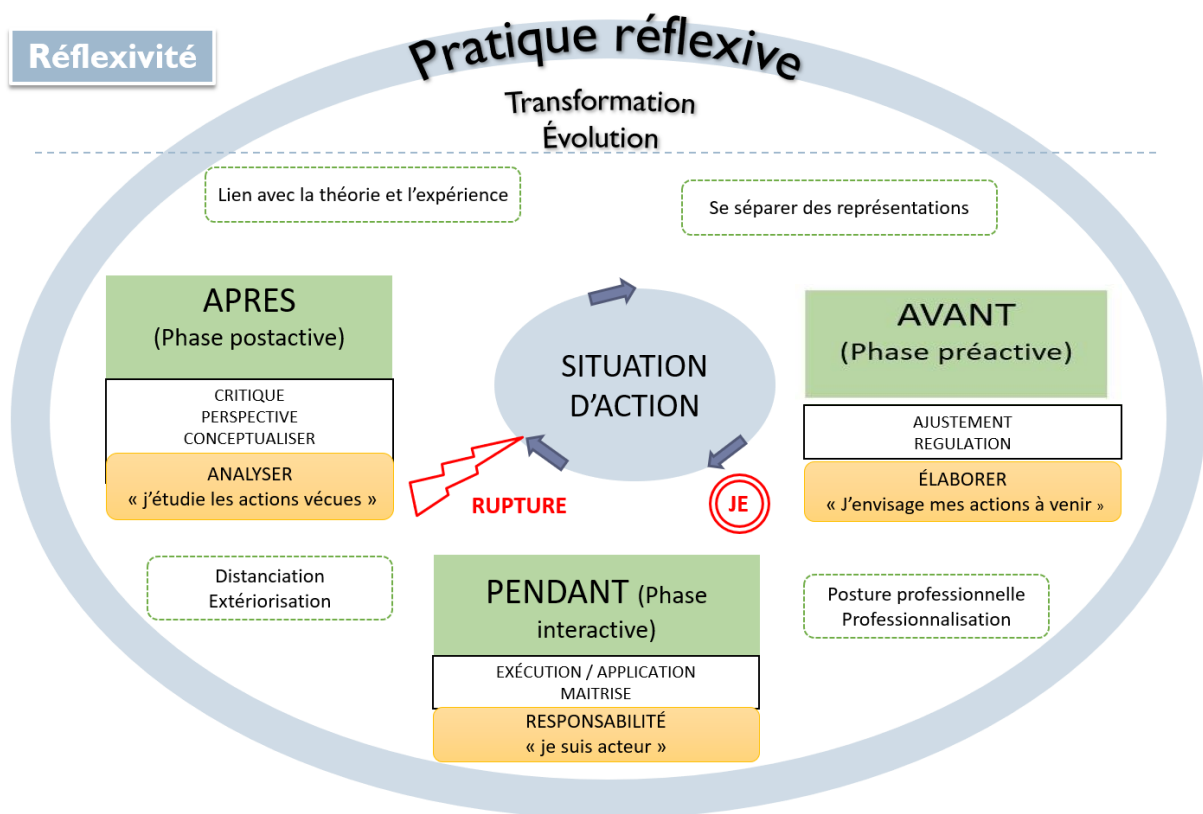 Réflexivité
Pratique réflexive
Transformation
Évolution
Lien avec la théorie et l’expérience
Se séparer des représentations
APRES
(Phase postactive)
CRITIQUE
PERSPECTIVE
CONCEPTUALISER
ANALYSER
« j’étudie les actions vécues »
SITUATION
D’ACTION
AVANT
(Phase préactive)
AJUSTEMENT
REGULATION
ÉLABORER
« J’envisage mes actions à venir »
RUPTURE
JE
Distanciation
Extériorisation
PENDANT (Phase
interactive)
EXÉCUTION / APPLICATION
MAITRISE
RESPONSABILITÉ
« je suis acteur »
Posture professionnelle
Professionnalisation